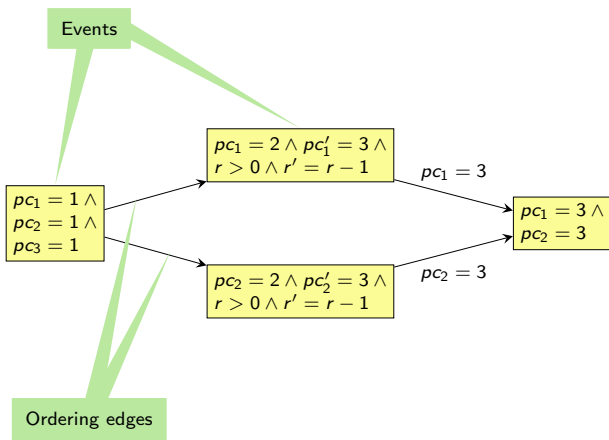 Events
pc₁ = 2 ∧ pc′₁ = 3 ∧
r > 0 ∧ r′ = r − 1
pc₁ = 3
pc₁ = 1 ∧
pc₂ = 1 ∧
pc₃ = 1
pc₁ = 3 ∧
pc₂ = 3
pc₂ = 2 ∧ pc′₂ = 3 ∧
r > 0 ∧ r′ = r − 1
pc₂ = 3
Ordering edges